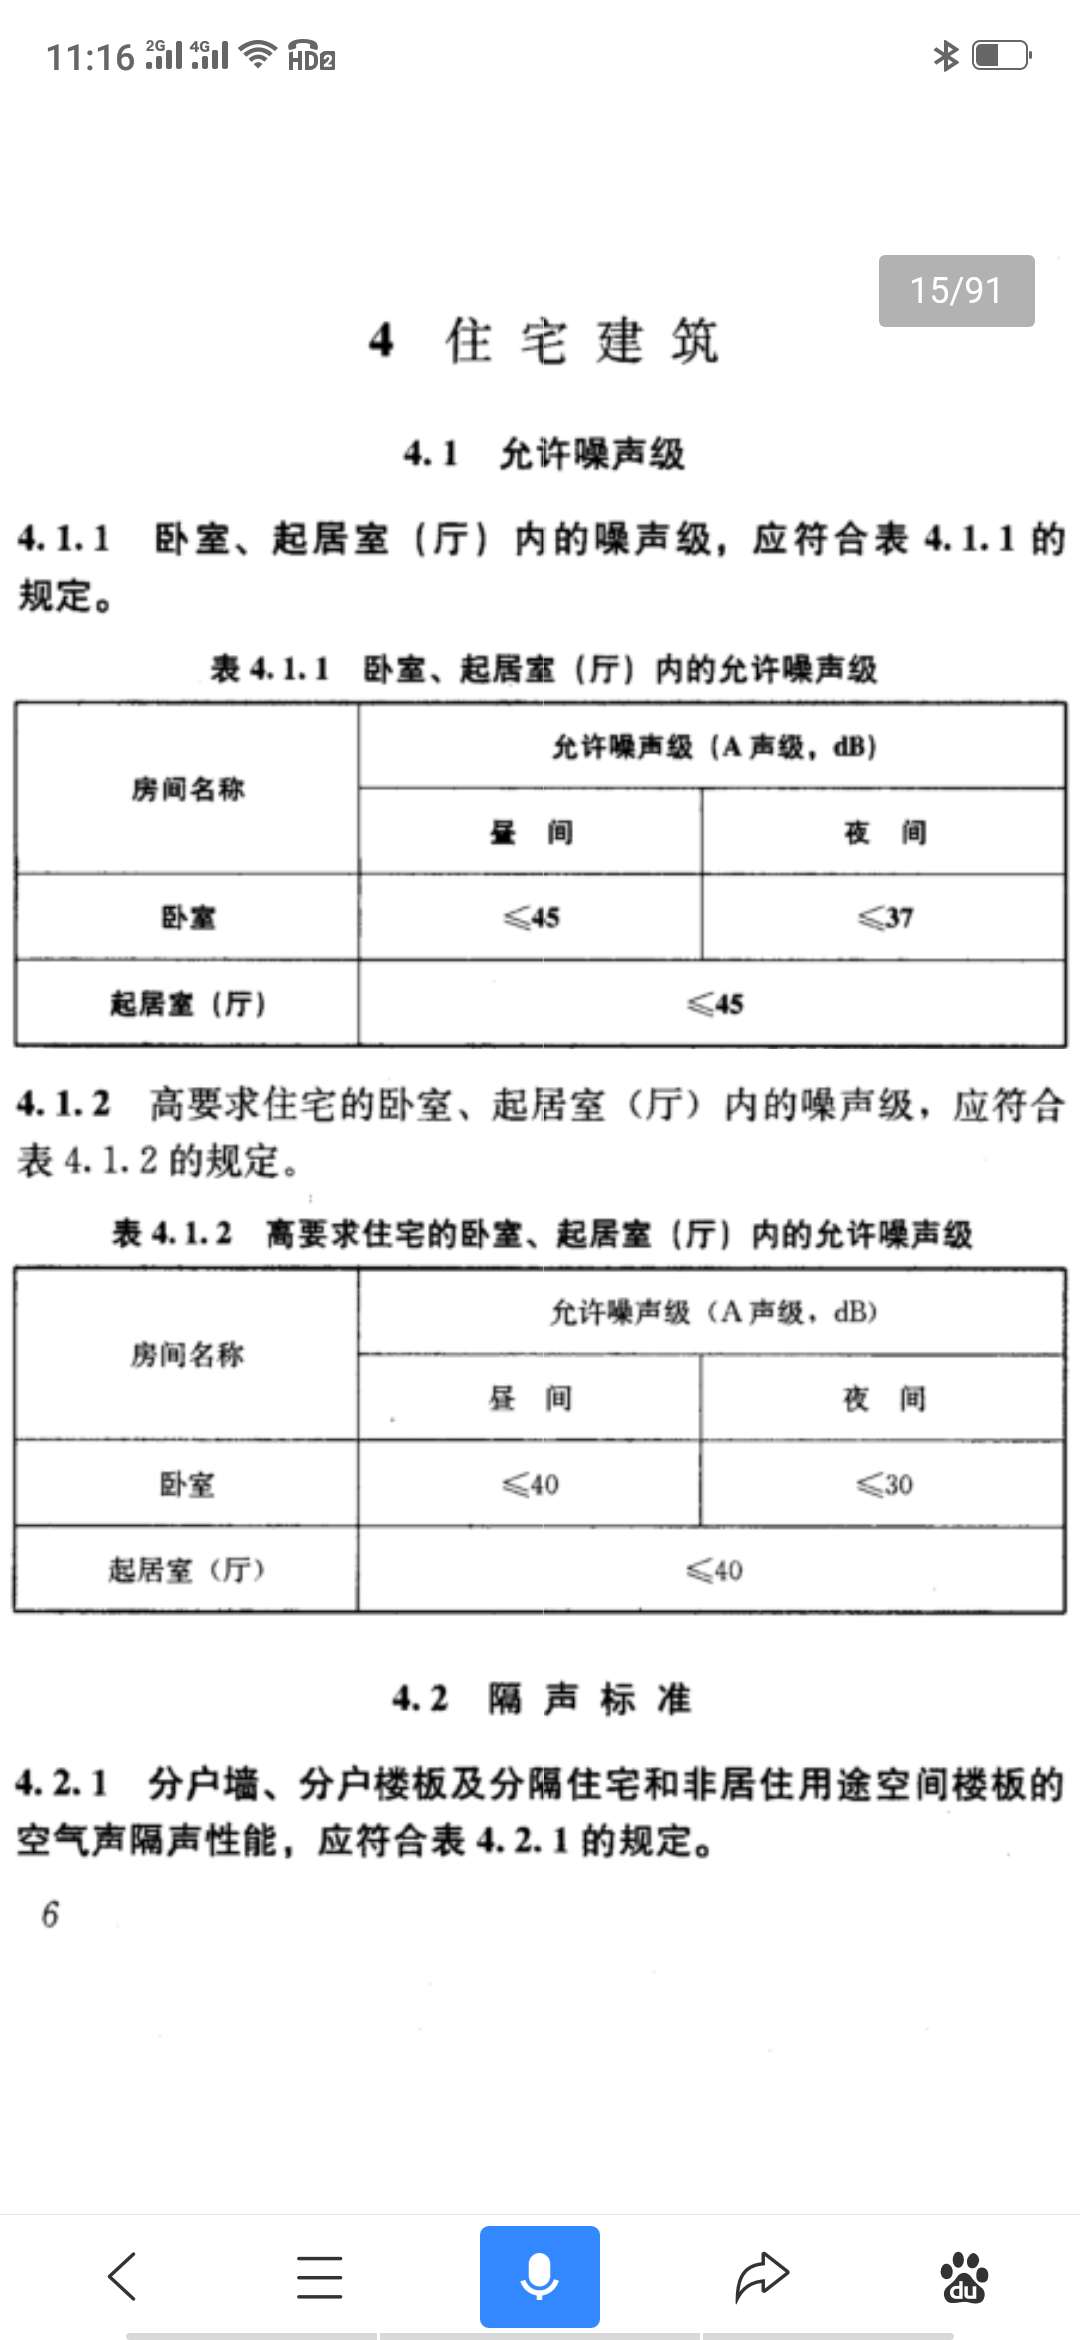 11:16 2G 4G HD2
15/91
4 住宅建筑
4.1 允许噪声级
4.1.1 卧室、起居室（厅）内的噪声级，应符合表 4.1.1 的
规定。
表 4.1.1 卧室、起居室（厅）内的允许噪声级
房间名称 允许噪声级（A 声级，dB）
昼 间 夜 间
卧室 ≤45 ≤37
起居室（厅） ≤45
4.1.2 高要求住宅的卧室、起居室（厅）内的噪声级，应符合
表 4.1.2 的规定。
表 4.1.2 高要求住宅的卧室、起居室（厅）内的允许噪声级
房间名称 允许噪声级（A 声级，dB）
昼 间 夜 间
卧室 ≤40 ≤30
起居室（厅） ≤40
4.2 隔声标准
4.2.1 分户墙、分户楼板及分隔住宅和非居住用途空间楼板的
空气声隔声性能，应符合表 4.2.1 的规定。
6
du